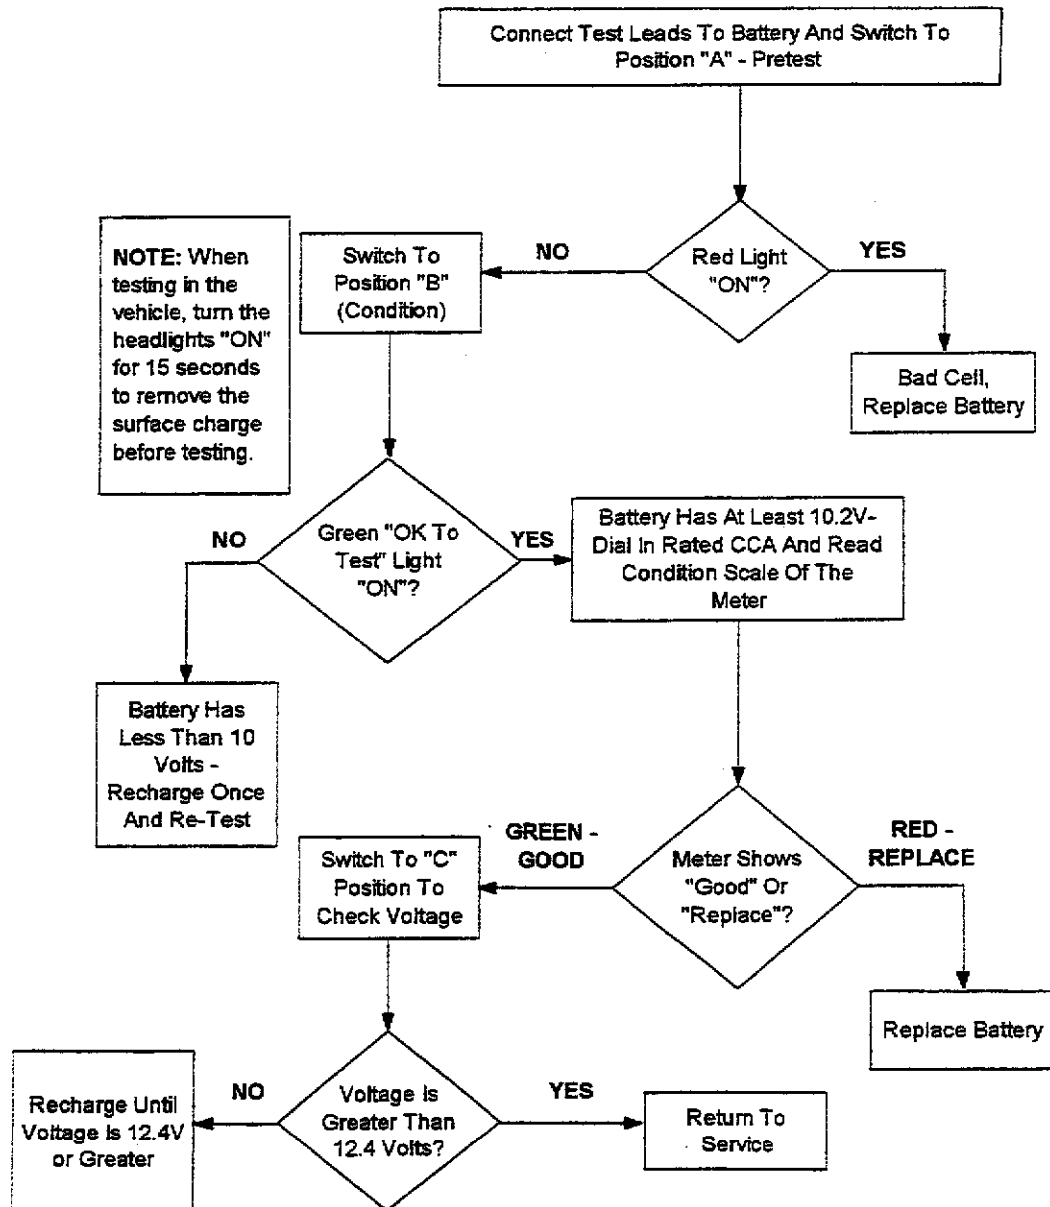 Connect Test Leads To Battery And Switch To
Position "A" - Pretest
NOTE: When
testing in the
vehicle, turn the
headlights "ON"
for 15 seconds
to remove the
surface charge
before testing.
Switch To
Position "B"
(Condition)
NO
Red Light
"ON"?
YES
Bad Cell,
Replace Battery
NO
Green "OK To
Test" Light
"ON"?
YES
Battery Has At Least 10.2V-
Dial In Rated CCA And Read
Condition Scale Of The
Meter
Battery Has
Less Than 10
Volts -
Recharge Once
And Re-Test
Switch To "C"
Position To
Check Voltage
GREEN -
GOOD
Meter Shows
"Good" Or
"Replace"?
RED -
REPLACE
Replace Battery
Recharge Until
Voltage Is 12.4V
or Greater
NO
Voltage Is
Greater Than
12.4 Volts?
YES
Return To
Service